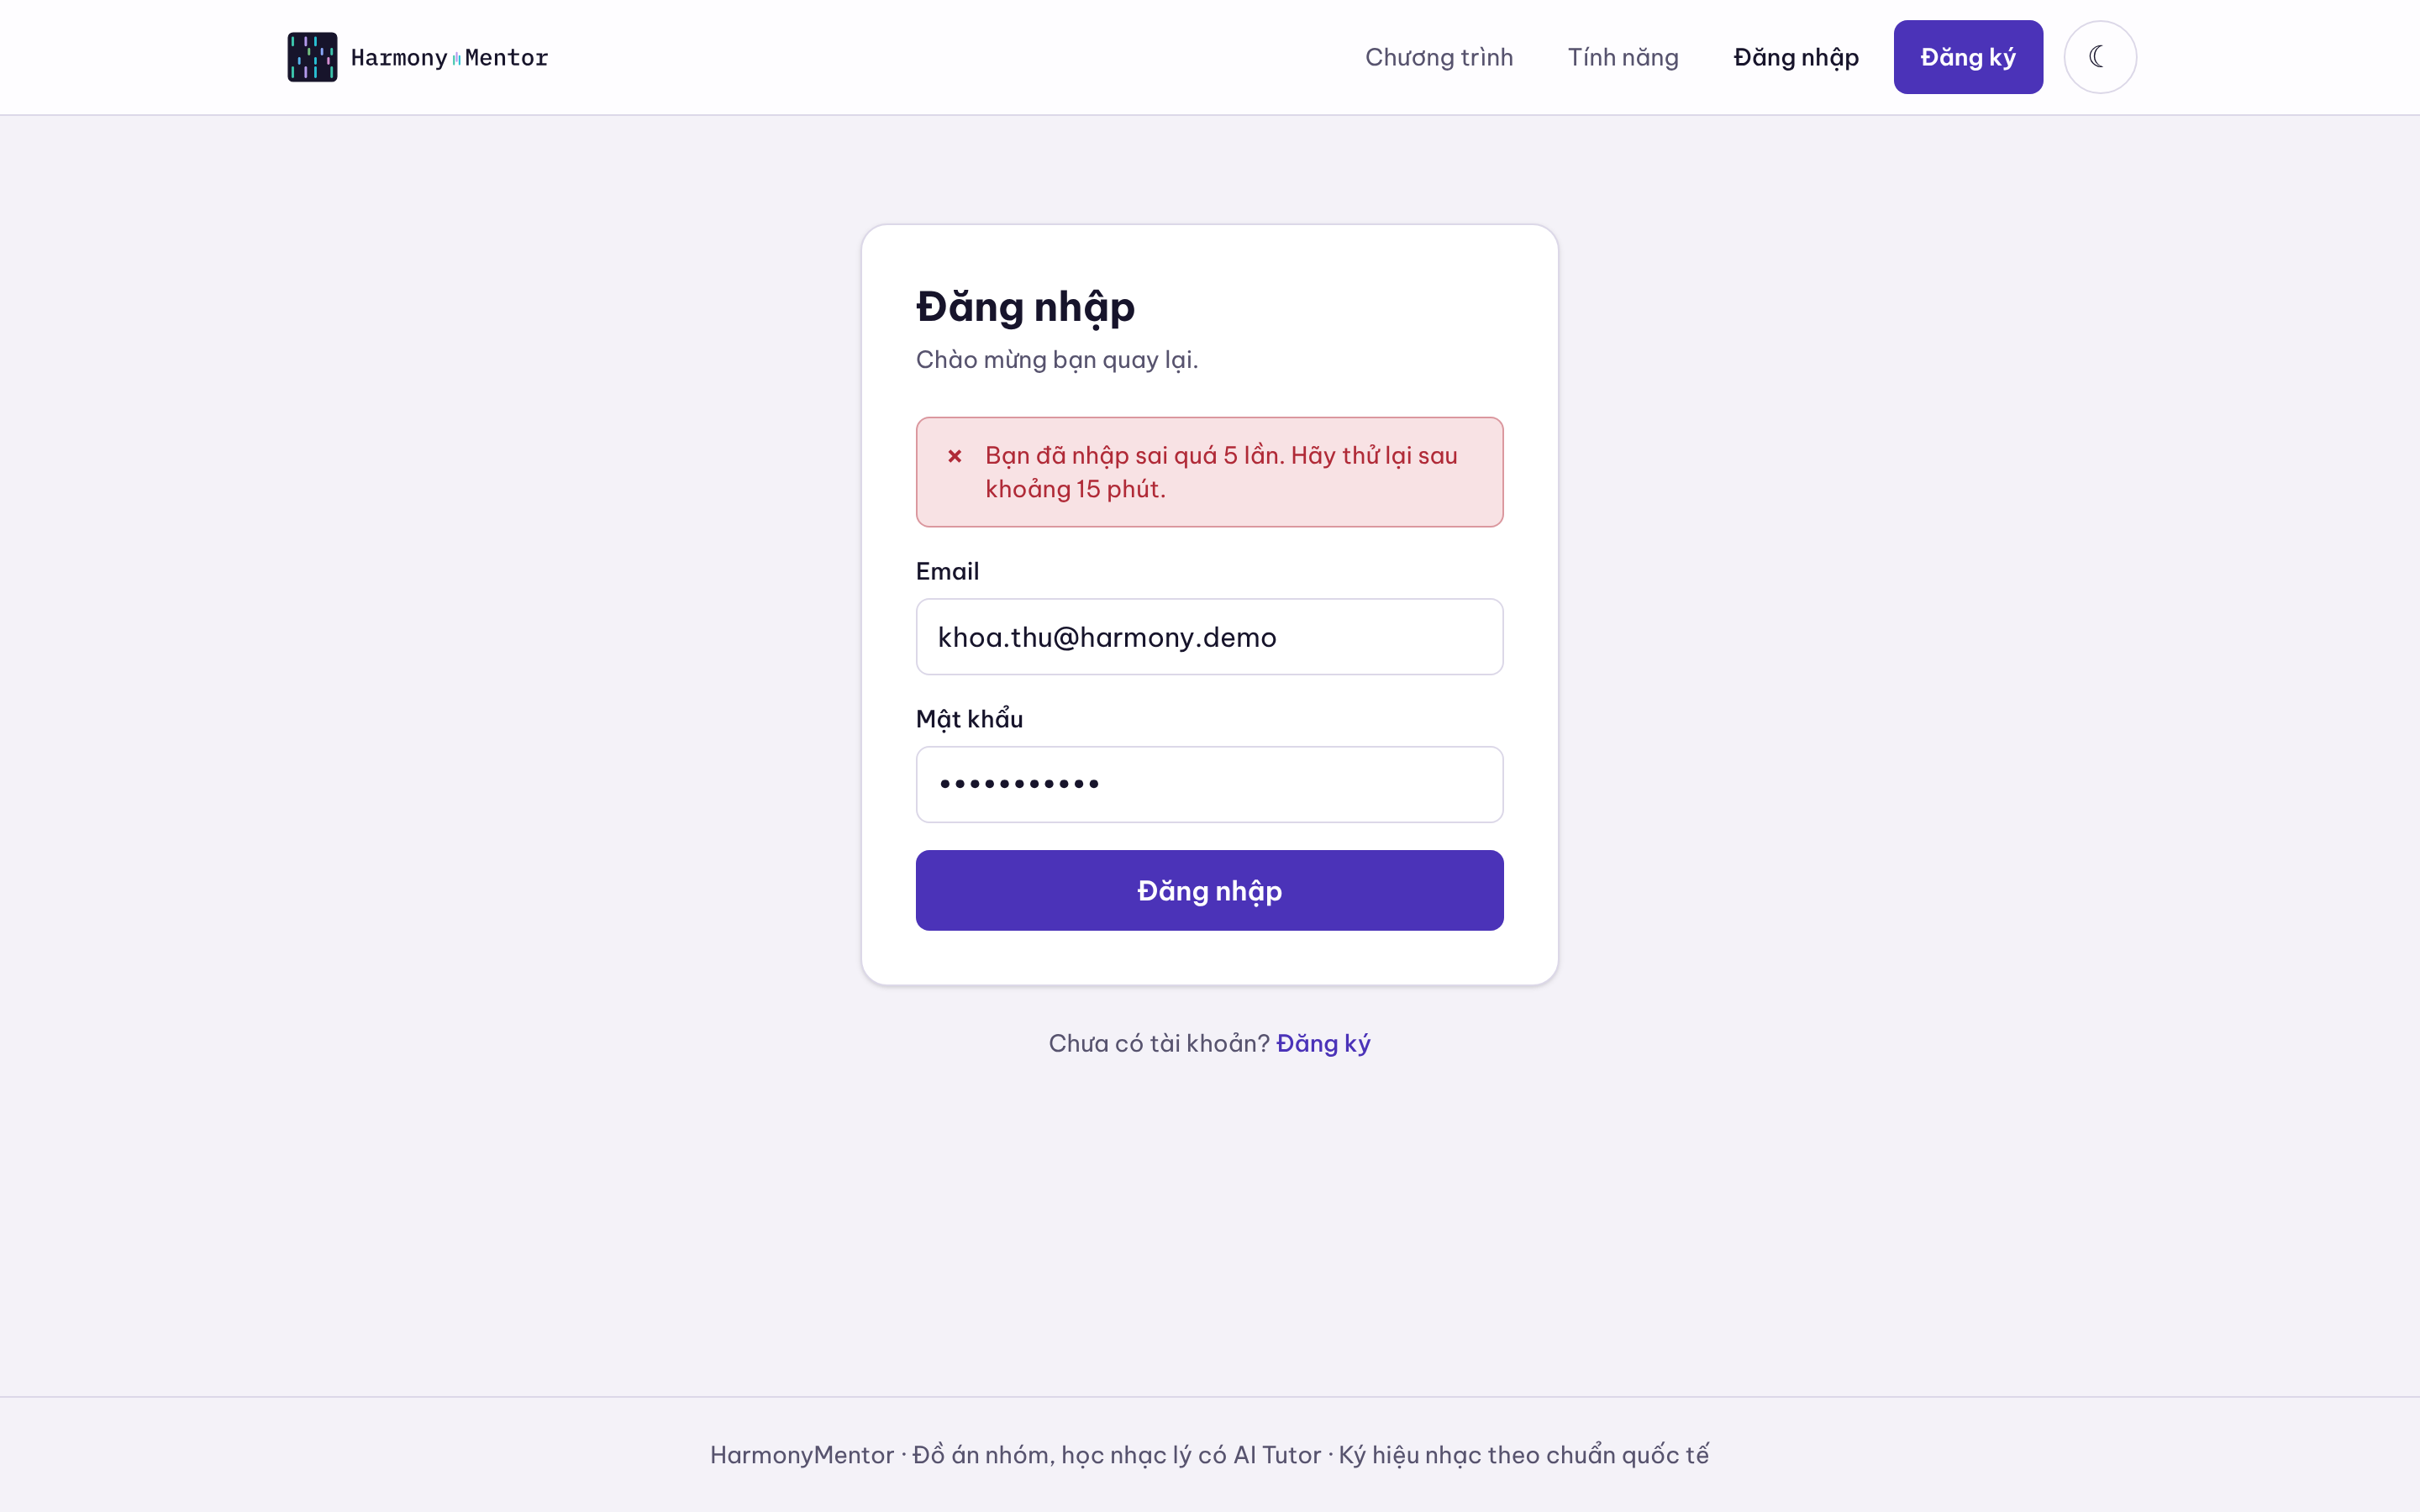 Harmony Mentor
Chương trình
Tính năng
Đăng nhập
Đăng ký
Đăng nhập
Chào mừng bạn quay lại.
Bạn đã nhập sai quá 5 lần. Hãy thử lại sau
khoảng 15 phút.
Email
khoa.thu@harmony.demo
Mật khẩu
•••••••••••
Đăng nhập
Chưa có tài khoản? Đăng ký
HarmonyMentor · Đồ án nhóm, học nhạc lý có AI Tutor · Ký hiệu nhạc theo chuẩn quốc tế